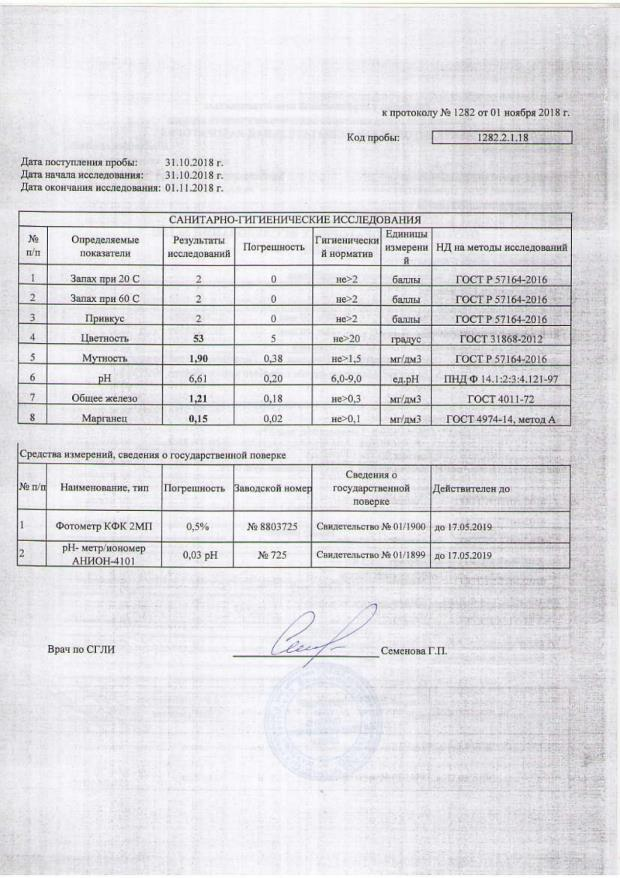 к протоколу № 1282 от 01 ноября 2018 г.
Код пробы: 1282.2.1.18
Дата поступления пробы: 31.10.2018 г.
Дата начала исследования: 31.10.2018 г.
Дата окончания исследования: 01.11.2018 г.
САНИТАРНО-ГИГИЕНИЧЕСКИЕ ИССЛЕДОВАНИЯ
№ п/п Определяемые показатели Результаты исследований Погрешность Гигиенически й норматив Единицы измерени й НД на методы исследований
1 Запах при 20 С 2 0 не>2 баллы ГОСТ Р 57164-2016
2 Запах при 60 С 2 0 не>2 баллы ГОСТ Р 57164-2016
3 Привкус 2 0 не>2 баллы ГОСТ Р 57164-2016
4 Цветность 53 5 не>20 градус ГОСТ 31868-2012
5 Мутность 1,90 0,38 не>1,5 мг/дм3 ГОСТ Р 57164-2016
6 рН 6,61 0,20 6,0-9,0 ед.рН ПНД Ф 14.1:2:3:4.121-97
7 Общее железо 1,21 0,18 не>0,3 мг/дм3 ГОСТ 4011-72
8 Марганец 0,15 0,02 не>0,1 мг/дм3 ГОСТ 4974-14, метод А
Средства измерений, сведения о государственной поверке
№ п/п Наименование, тип Погрешность Заводской номер Сведения о государственной поверке Действителен до
1 Фотометр КФК 2МП 0,5% № 8803725 Свидетельство № 01/1900 до 17.05.2019
2 рН- метр/иономер АНИОН-4101 0,03 рН № 725 Свидетельство № 01/1899 до 17.05.2019
Врач по СГЛИ Семенова Г.П.